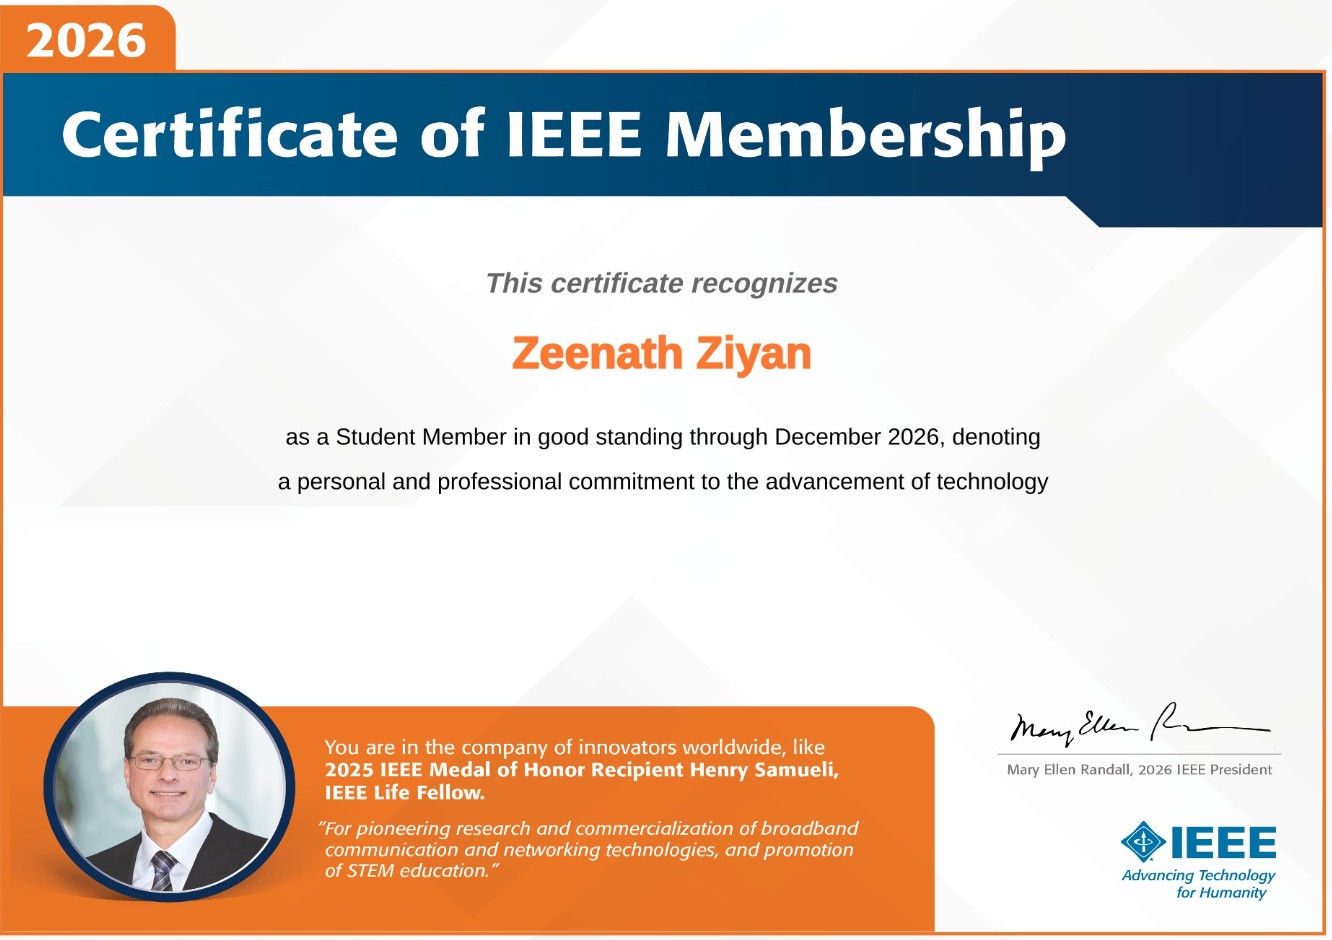 2026
Certificate of IEEE Membership
This certificate recognizes
Zeenath Ziyan
as a Student Member in good standing through December 2026, denoting
a personal and professional commitment to the advancement of technology
You are in the company of innovators worldwide, like
2025 IEEE Medal of Honor Recipient Henry Samueli,
IEEE Life Fellow.
“For pioneering research and commercialization of broadband
communication and networking technologies, and promotion
of STEM education.”
Mary Ellen R
Mary Ellen Randall, 2026 IEEE President
IEEE
Advancing Technology
for Humanity